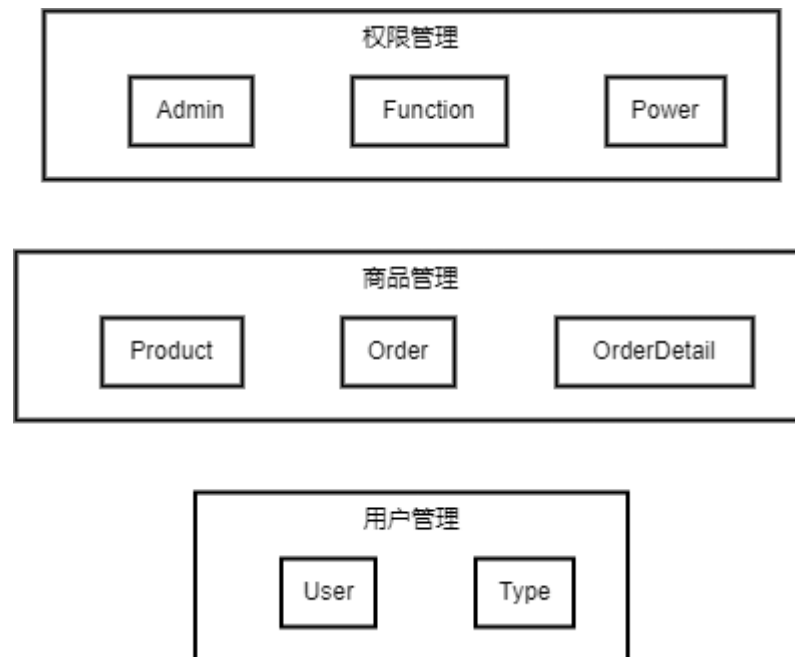 权限管理
Admin Function Power
商品管理
Product Order OrderDetail
用户管理
User Type